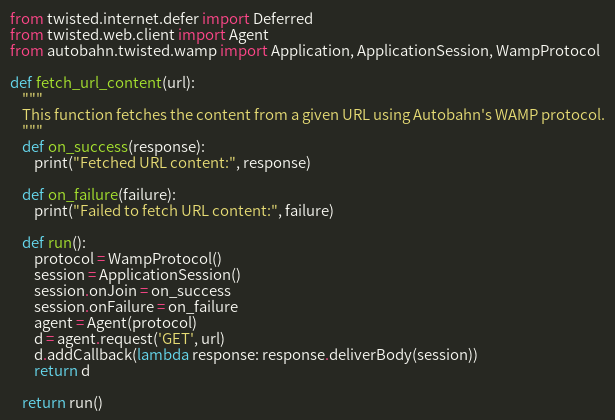 from twisted.internet.defer import Deferred
from twisted.web.client import Agent
from autobahn.twisted.wamp import Application, ApplicationSession, WampProtocol

def fetch_url_content(url):
    """
    This function fetches the content from a given URL using Autobahn's WAMP protocol.
    """
    def on_success(response):
        print("Fetched URL content:", response)

    def on_failure(failure):
        print("Failed to fetch URL content:", failure)

    def run():
        protocol = WampProtocol()
        session = ApplicationSession()
        session.onJoin = on_success
        session.onFailure = on_failure
        agent = Agent(protocol)
        d = agent.request('GET', url)
        d.addCallback(lambda response: response.deliverBody(session))
        return d

    return run()